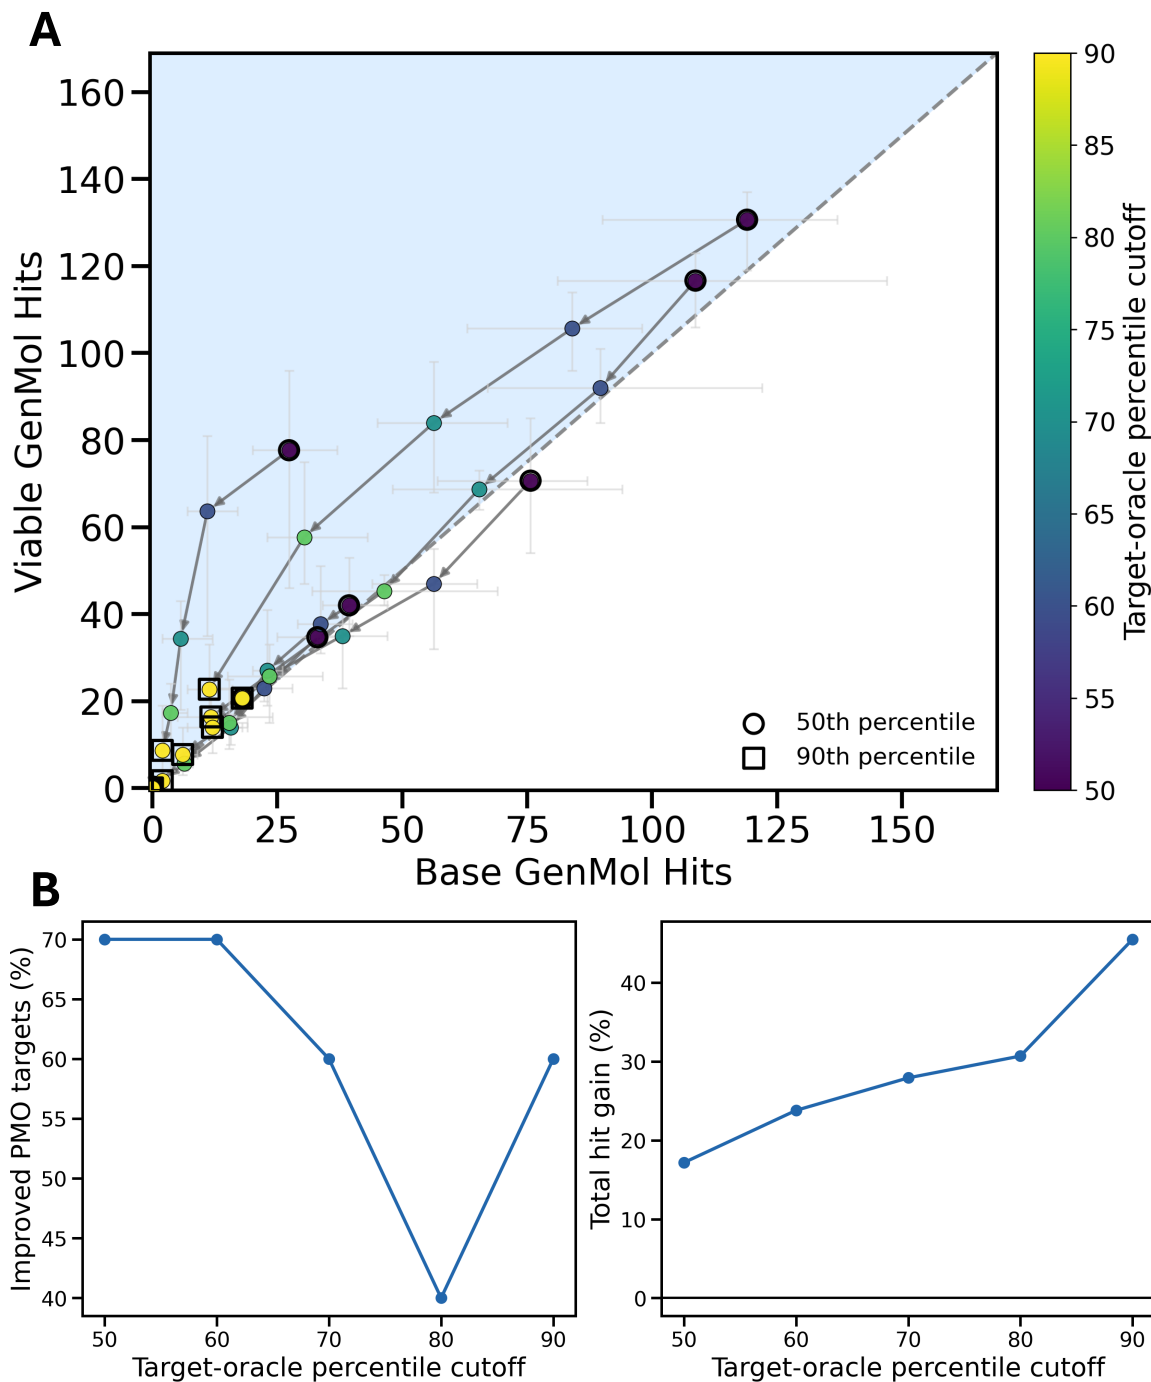 A
Viable GenMol Hits
160
140
120
100
80
60
40
20
0
0 25 50 75 100 125 150
Base GenMol Hits
50th percentile
90th percentile
90
85
80
75
70
65
60
55
50
Target-oracle percentile cutoff
B
Improved PMO targets (%)
70
65
60
55
50
45
40
50 60 70 80 90
Target-oracle percentile cutoff
Total hit gain (%)
40
30
20
10
0
50 60 70 80 90
Target-oracle percentile cutoff